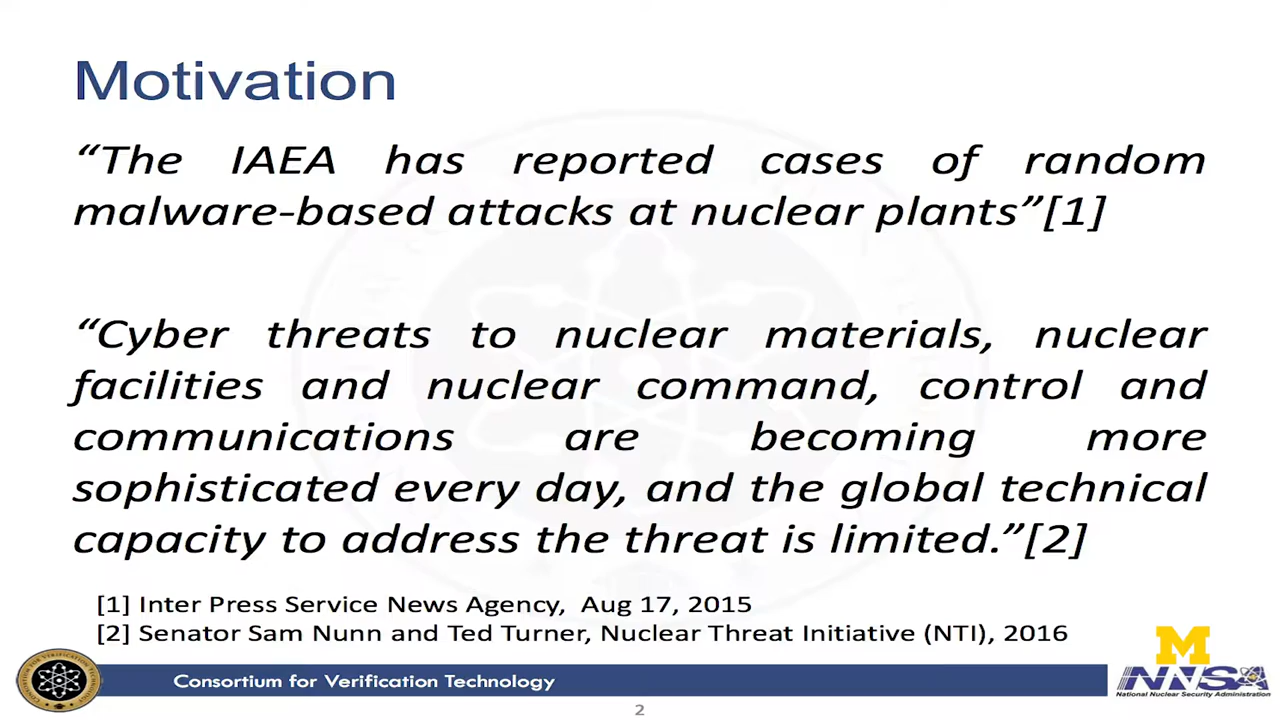 Motivation
“The IAEA has reported cases of random
malware-based attacks at nuclear plants”[1]
“Cyber threats to nuclear materials, nuclear
facilities and nuclear command, control and
communications are becoming more
sophisticated every day, and the global technical
capacity to address the threat is limited.”[2]
[1] Inter Press Service News Agency, Aug 17, 2015
[2] Senator Sam Nunn and Ted Turner, Nuclear Threat Initiative (NTI), 2016
Consortium for Verification Technology
M
NNSA
National Nuclear Security Administration
2